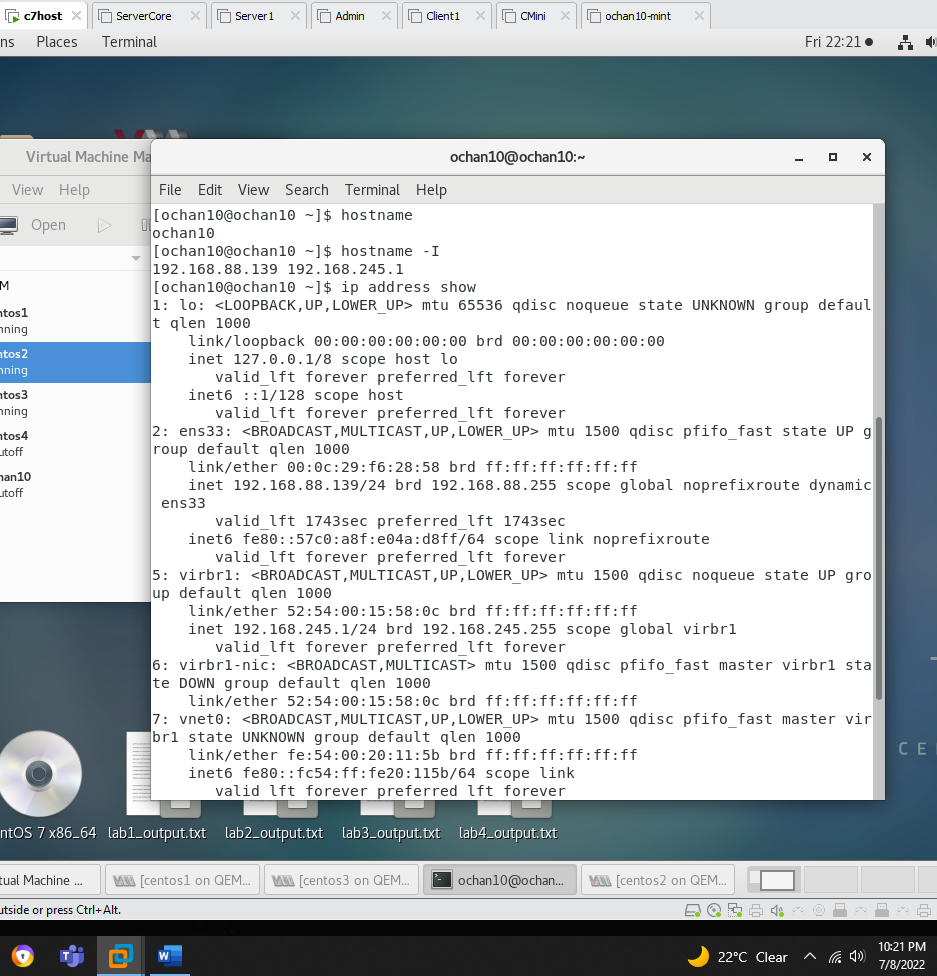 c7host
ServerCore
Server1
Admin
Client1
CMini
ochan10-mint
ns
Places
Terminal
Fri 22:21
Virtual Machine Ma
View
Help
Open
M
ntos1
nning
ntos2
nning
ntos3
nning
ntos4
utoff
han10
utoff
ochan10@ochan10:~
File Edit View Search Terminal Help
[ochan10@ochan10 ~]$ hostname
ochan10
[ochan10@ochan10 ~]$ hostname -I
192.168.88.139 192.168.245.1
[ochan10@ochan10 ~]$ ip address show
1: lo: <LOOPBACK,UP,LOWER_UP> mtu 65536 qdisc noqueue state UNKNOWN group defaul
t qlen 1000
    link/loopback 00:00:00:00:00:00 brd 00:00:00:00:00:00
    inet 127.0.0.1/8 scope host lo
       valid_lft forever preferred_lft forever
    inet6 ::1/128 scope host
       valid_lft forever preferred_lft forever
2: ens33: <BROADCAST,MULTICAST,UP,LOWER_UP> mtu 1500 qdisc pfifo_fast state UP g
roup default qlen 1000
    link/ether 00:0c:29:f6:28:58 brd ff:ff:ff:ff:ff:ff
    inet 192.168.88.139/24 brd 192.168.88.255 scope global noprefixroute dynamic
 ens33
       valid_lft 1743sec preferred_lft 1743sec
    inet6 fe80::57c0:a8f:e04a:d8ff/64 scope link noprefixroute
       valid_lft forever preferred_lft forever
5: virbr1: <BROADCAST,MULTICAST,UP,LOWER_UP> mtu 1500 qdisc noqueue state UP gro
up default qlen 1000
    link/ether 52:54:00:15:58:0c brd ff:ff:ff:ff:ff:ff
    inet 192.168.245.1/24 brd 192.168.245.255 scope global virbr1
       valid_lft forever preferred_lft forever
6: virbr1-nic: <BROADCAST,MULTICAST> mtu 1500 qdisc pfifo_fast master virbr1 sta
te DOWN group default qlen 1000
    link/ether 52:54:00:15:58:0c brd ff:ff:ff:ff:ff:ff
7: vnet0: <BROADCAST,MULTICAST,UP,LOWER_UP> mtu 1500 qdisc pfifo_fast master vir
br1 state UNKNOWN group default qlen 1000
    link/ether fe:54:00:20:11:5b brd ff:ff:ff:ff:ff:ff
    inet6 fe80::fc54:ff:fe20:115b/64 scope link
       valid lft forever preferred lft forever
C E
ntOS 7 x86_64
lab1_output.txt
lab2_output.txt
lab3_output.txt
lab4_output.txt
tual Machine ...
[centos1 on QEM...
[centos3 on QEM...
ochan10@ochan...
[centos2 on QEM...
utside or press Ctrl+Alt.
22°C Clear
10:21 PM
7/8/2022